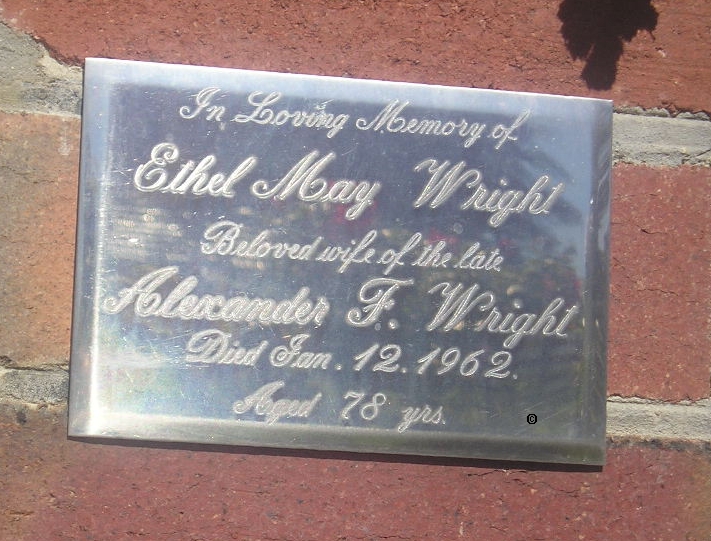 In Loving Memory of
Ethel May Wright
Beloved wife of the late
Alexander F. Wright
Died Jan. 12. 1962.
Aged 78 yrs.
©